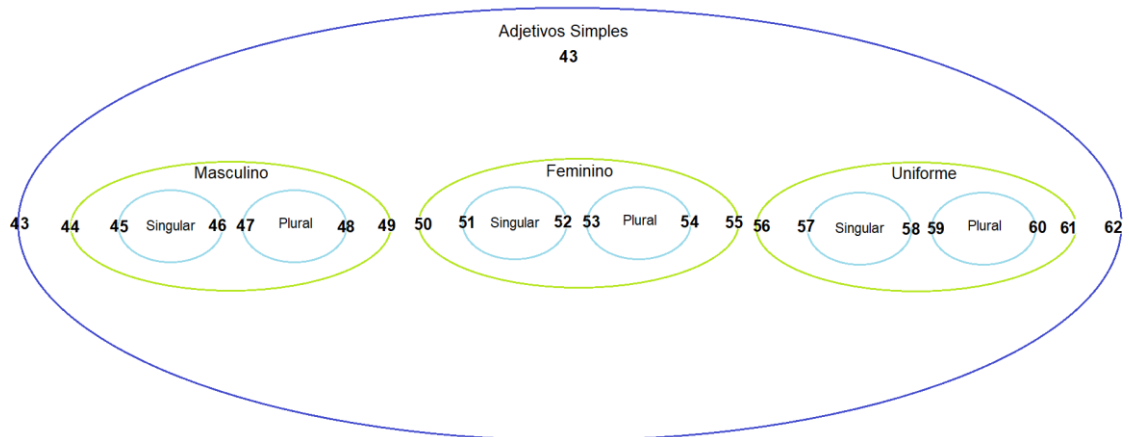 Adjetivos Simples
43
Masculino
Feminino
Uniforme
43 44 45 Singular 46 47 Plural 48 49 50 51 Singular 52 53 Plural 54 55 56 57 Singular 58 59 Plural 60 61 62